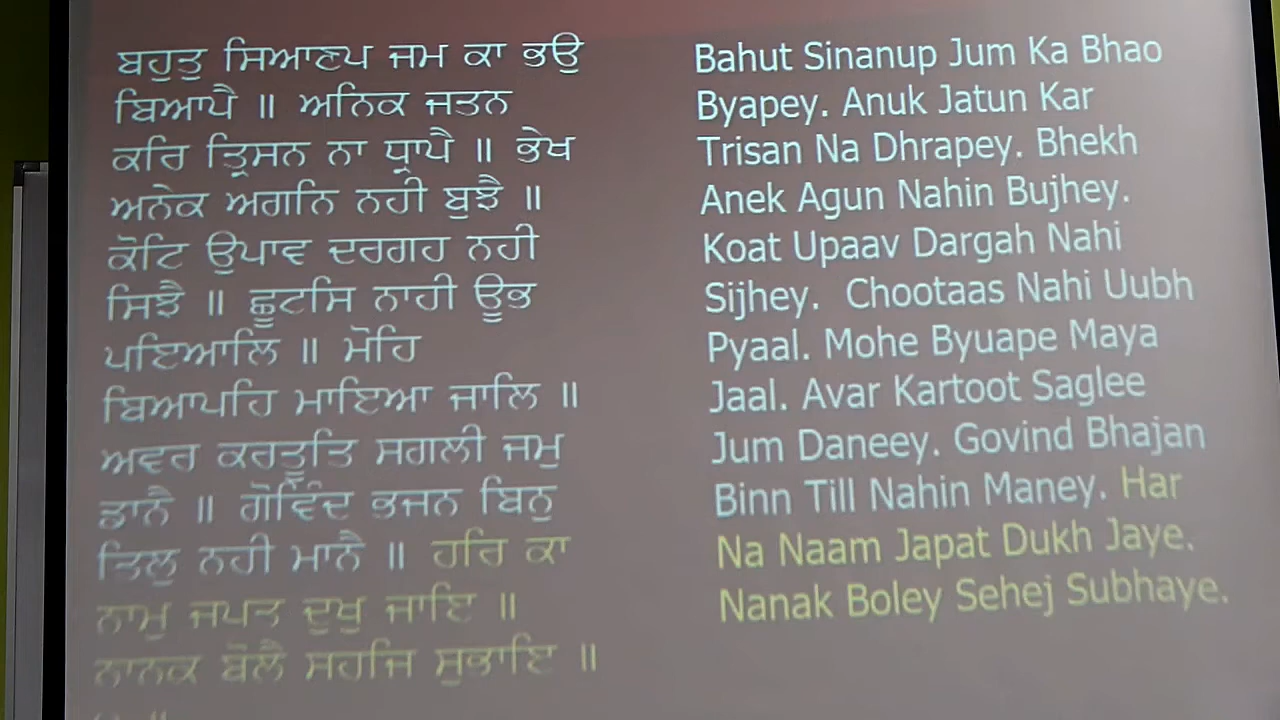 ਬਹੁਤੁ ਸਿਆਣਪ ਜਮ ਕਾ ਭਉ
ਬਿਆਪੈ ॥ ਅਨਿਕ ਜਤਨ
ਕਰਿ ਤ੍ਰਿਸਨ ਨਾ ਧ੍ਰਾਪੈ ॥ ਭੇਖ
ਅਨੇਕ ਅਗਨਿ ਨਹੀ ਬੁਝੈ ॥
ਕੋਟਿ ਉਪਾਵ ਦਰਗਹ ਨਹੀ
ਸਿਝੈ ॥ ਛੂਟਸਿ ਨਾਹੀ ਊਭ
ਪਇਆਲਿ ॥ ਮੋਹਿ
ਬਿਆਪਹਿ ਮਾਇਆ ਜਾਲਿ ॥
ਅਵਰ ਕਰਤੂਤਿ ਸਗਲੀ ਜਮੁ
ਡਾਨੈ ॥ ਗੋਵਿੰਦ ਭਜਨ ਬਿਨੁ
ਤਿਲੁ ਨਹੀ ਮਾਨੈ ॥ ਹਰਿ ਕਾ
ਨਾਮੁ ਜਪਤ ਦੁਖੁ ਜਾਇ ॥
ਨਾਨਕ ਬੋਲੈ ਸਹਜਿ ਸੁਭਾਇ ॥
Bahut Sinanup Jum Ka Bhao
Byapey. Anuk Jatun Kar
Trisan Na Dhrapey. Bhekh
Anek Agun Nahin Bujhey.
Koat Upaav Dargah Nahi
Sijhey. Chootaas Nahi Uubh
Pyaal. Mohe Byuape Maya
Jaal. Avar Kartoot Saglee
Jum Daneey. Govind Bhajan
Binn Till Nahin Maney. Har
Na Naam Japat Dukh Jaye.
Nanak Boley Sehej Subhaye.